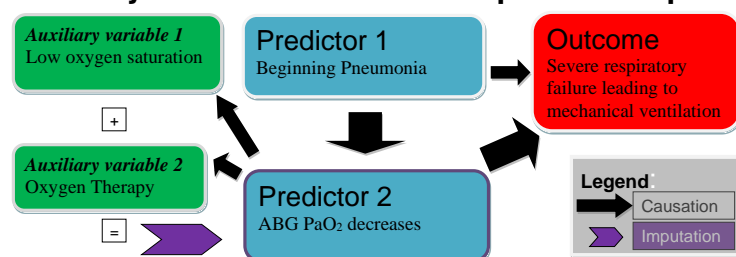 Auxiliary variable 1
Low oxygen saturation
+
Auxiliary variable 2
Oxygen Therapy
=
Predictor 1
Beginning Pneumonia
Predictor 2
ABG PaO₂ decreases
Outcome
Severe respiratory
failure leading to
mechanical ventilation
Legend:
Causation
Imputation